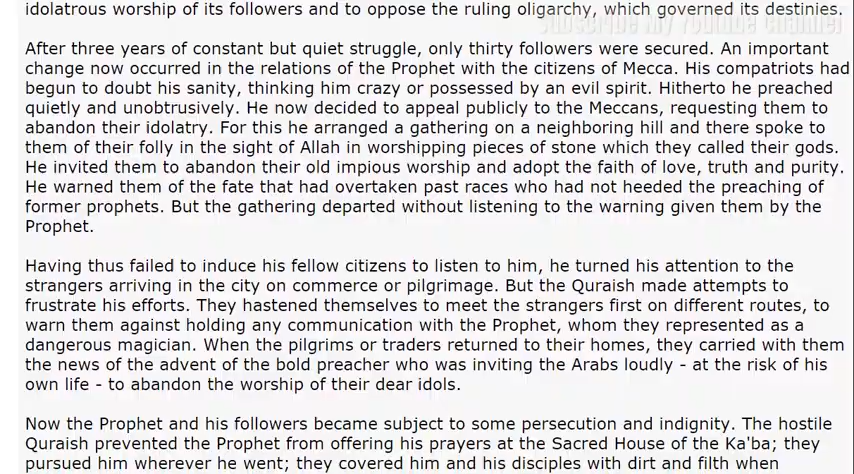 idolatrous worship of its followers and to oppose the ruling oligarchy, which governed its destinies.
Subscribe My Youtube Channel
After three years of constant but quiet struggle, only thirty followers were secured. An important
change now occurred in the relations of the Prophet with the citizens of Mecca. His compatriots had
begun to doubt his sanity, thinking him crazy or possessed by an evil spirit. Hitherto he preached
quietly and unobtrusively. He now decided to appeal publicly to the Meccans, requesting them to
abandon their idolatry. For this he arranged a gathering on a neighboring hill and there spoke to
them of their folly in the sight of Allah in worshipping pieces of stone which they called their gods.
He invited them to abandon their old impious worship and adopt the faith of love, truth and purity.
He warned them of the fate that had overtaken past races who had not heeded the preaching of
former prophets. But the gathering departed without listening to the warning given them by the
Prophet.
Having thus failed to induce his fellow citizens to listen to him, he turned his attention to the
strangers arriving in the city on commerce or pilgrimage. But the Quraish made attempts to
frustrate his efforts. They hastened themselves to meet the strangers first on different routes, to
warn them against holding any communication with the Prophet, whom they represented as a
dangerous magician. When the pilgrims or traders returned to their homes, they carried with them
the news of the advent of the bold preacher who was inviting the Arabs loudly - at the risk of his
own life - to abandon the worship of their dear idols.
Now the Prophet and his followers became subject to some persecution and indignity. The hostile
Quraish prevented the Prophet from offering his prayers at the Sacred House of the Ka'ba; they
pursued him wherever he went; they covered him and his disciples with dirt and filth when